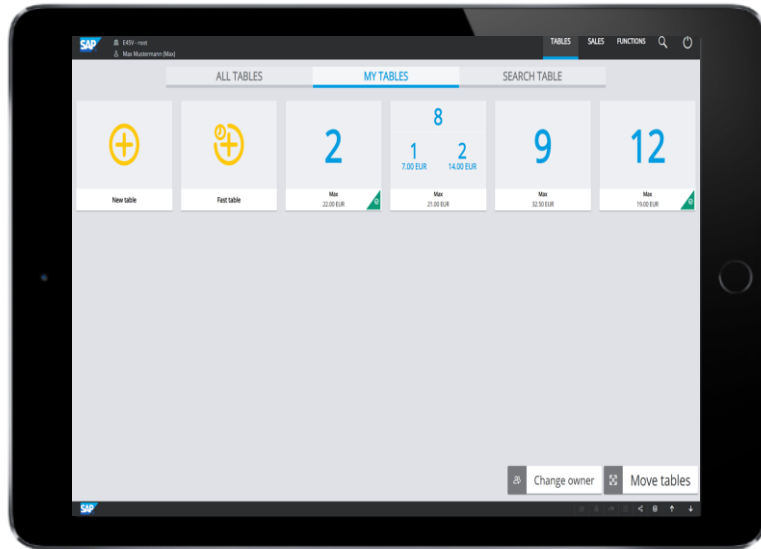 SAP
E4SV - root
Max Mustermann (Max)
TABLES SALES FUNCTIONS
ALL TABLES MY TABLES SEARCH TABLE
New table
Fast table
2
Max
22.00 EUR
8
1 2
7.00 EUR 14.00 EUR
Max
21.00 EUR
9
Max
32.50 EUR
12
Max
19.00 EUR
Change owner Move tables
SAP